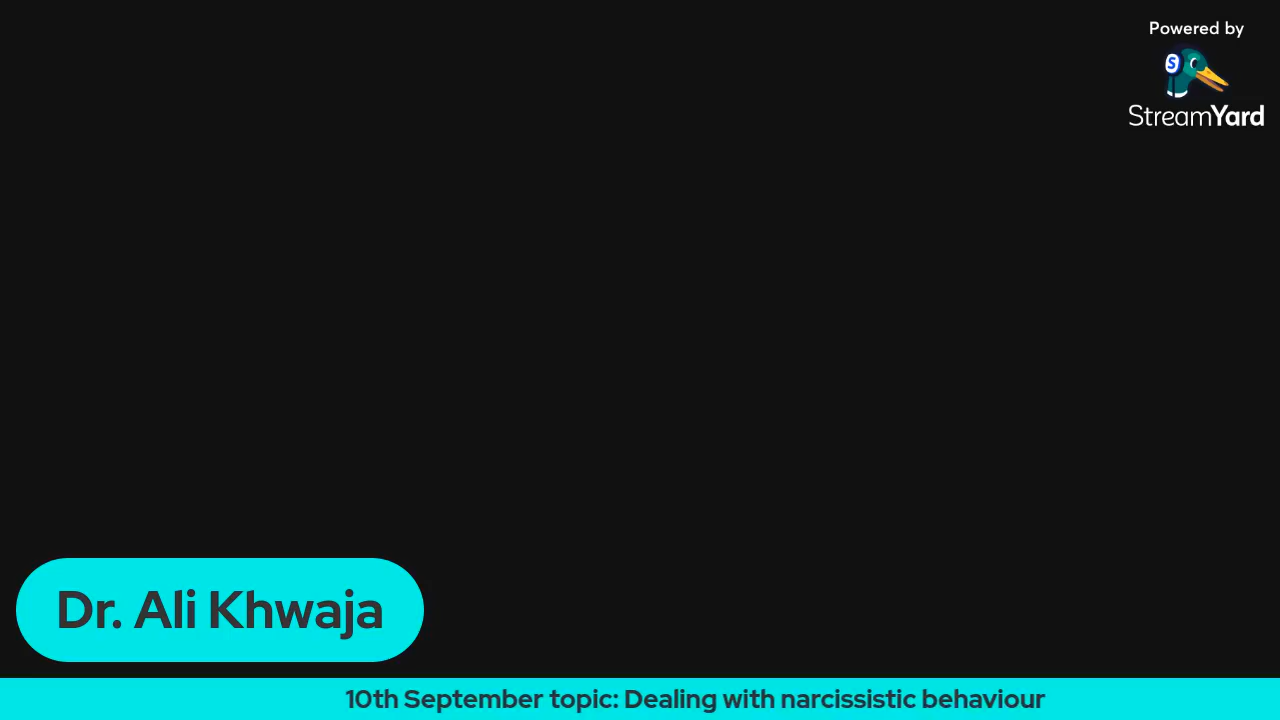 Powered by
S
StreamYard
Dr. Ali Khwaja
10th September topic: Dealing with narcissistic behaviour